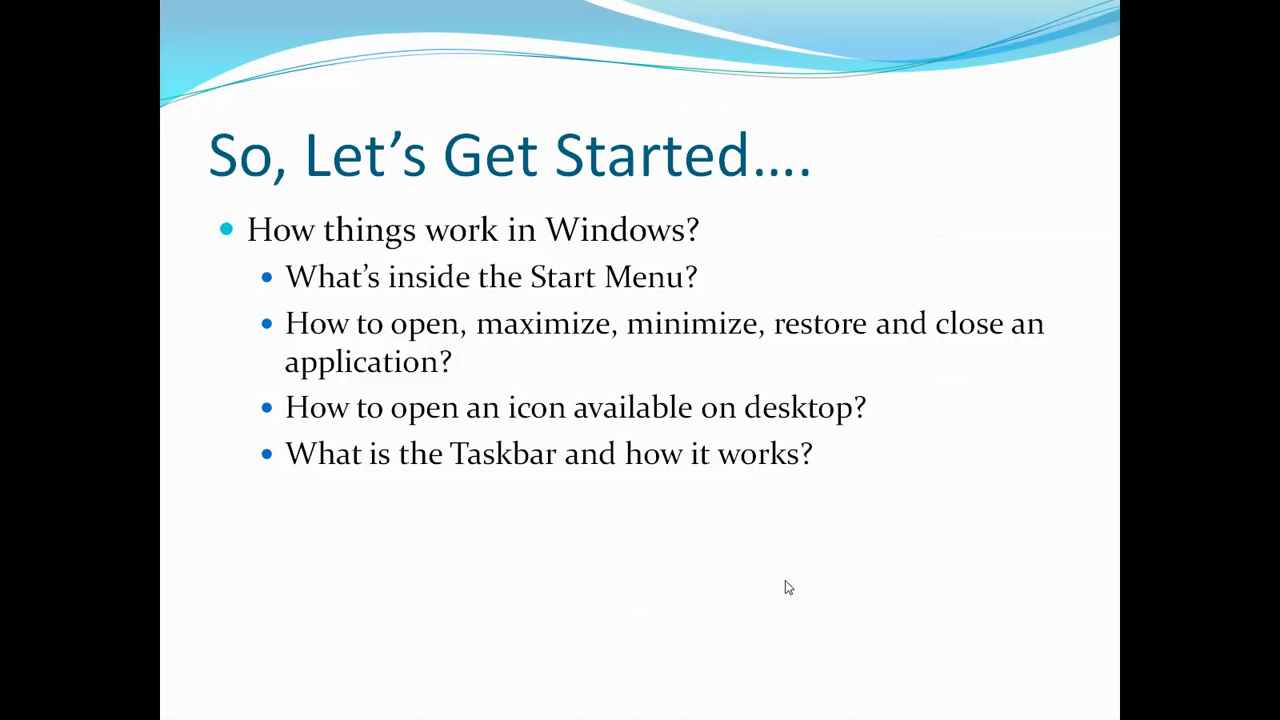 So, Let’s Get Started….
How things work in Windows?
What’s inside the Start Menu?
How to open, maximize, minimize, restore and close an
application?
How to open an icon available on desktop?
What is the Taskbar and how it works?